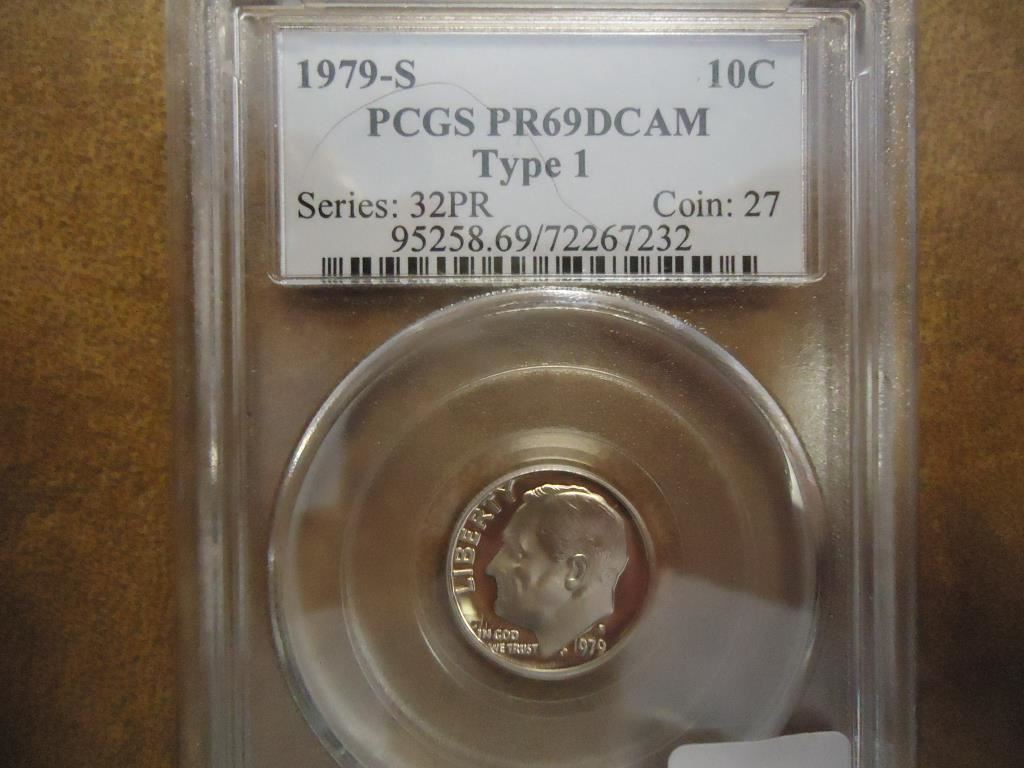 1979-S 10C
PCGS PR69DCAM
Type 1
Series: 32PR Coin: 27
95258.69/72267232
LIBERTY
IN GOD
WE TRUST
1979